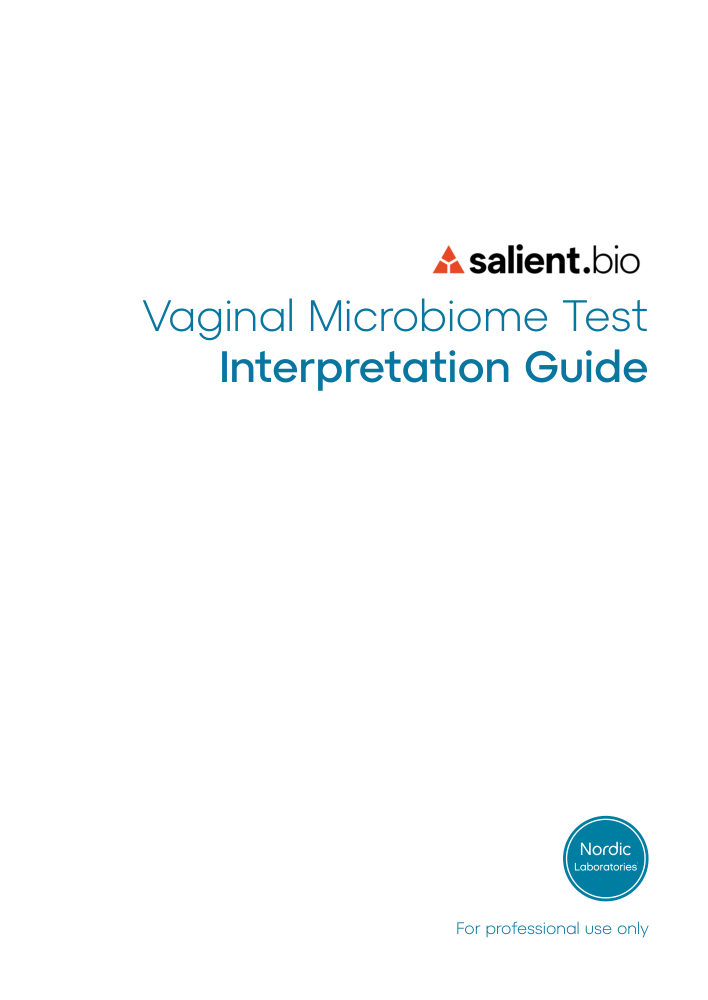 salient.bio
Vaginal Microbiome Test
Interpretation Guide
Nordic
Laboratories
For professional use only